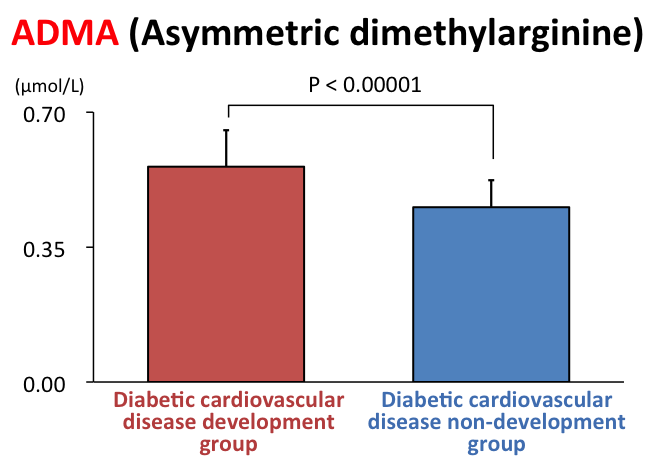 ADMA (Asymmetric dimethylarginine)
(μmol/L)
P < 0.00001
0.70
0.35
0.00
Diabetic cardiovascular
disease development
group
Diabetic cardiovascular
disease non-development
group